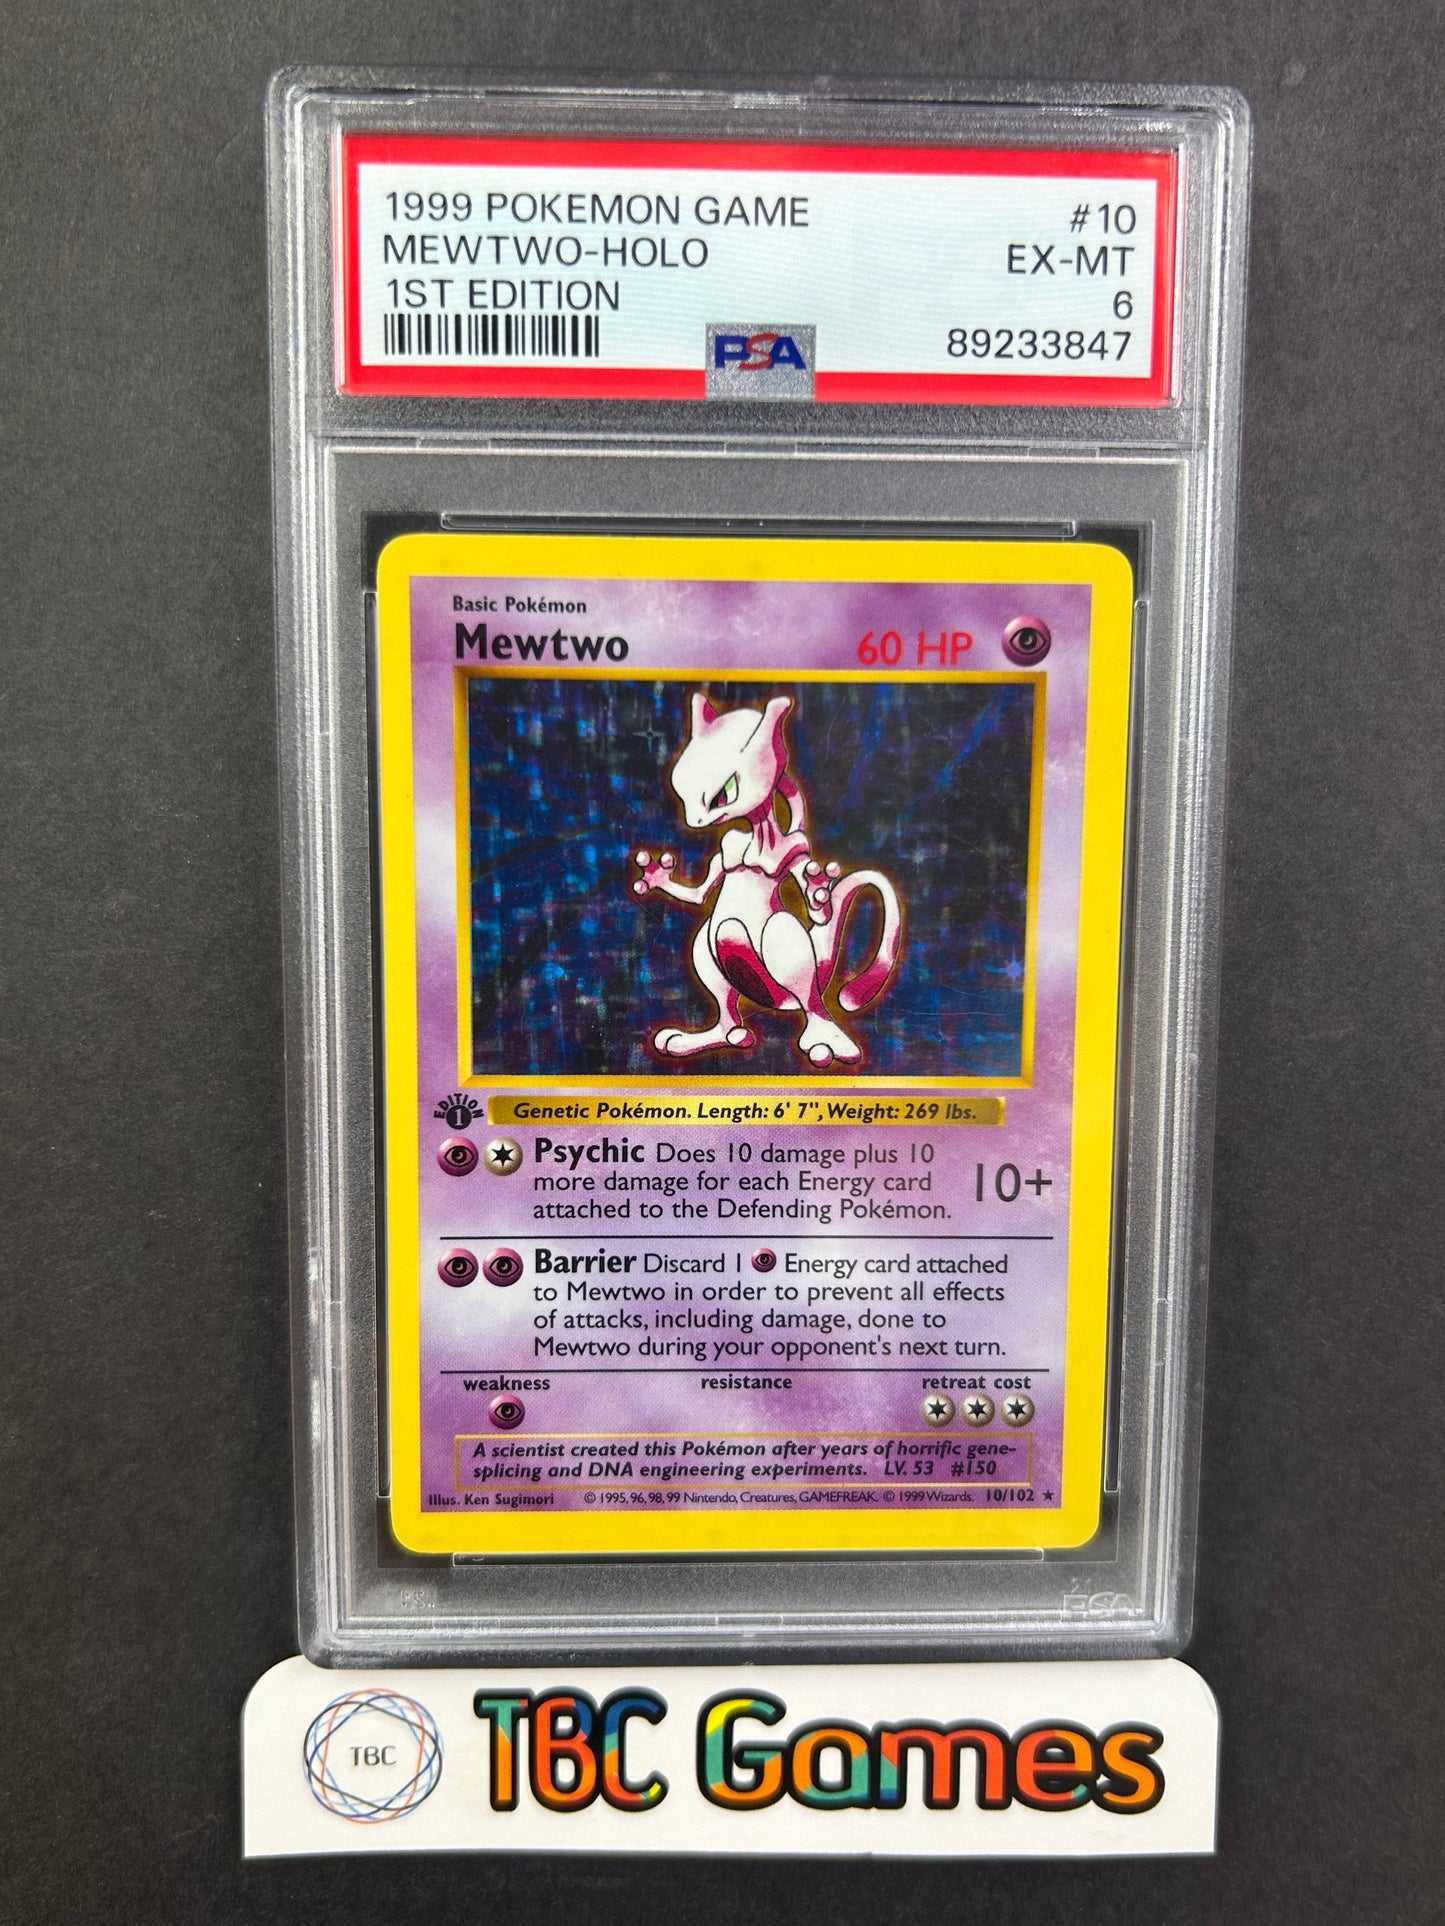 1999 POKEMON GAME #10
MEWTWO-HOLO EX-MT
1ST EDITION 6
89233847
PSA
Basic Pokémon
Mewtwo 60 HP
EDITION
1
Genetic Pokémon. Length: 6' 7", Weight: 269 lbs.
Psychic Does 10 damage plus 10
more damage for each Energy card
attached to the Defending Pokémon.
10+
Barrier Discard 1 Energy card attached
to Mewtwo in order to prevent all effects
of attacks, including damage, done to
Mewtwo during your opponent's next turn.
weakness resistance retreat cost
A scientist created this Pokémon after years of horrific gene-
splicing and DNA engineering experiments. LV. 53 #150
Illus. Ken Sugimori © 1995, 96, 98, 99 Nintendo, Creatures, GAMEFREAK. © 1999 Wizards. 10/102 ★
PSA
TBC
TBC Games